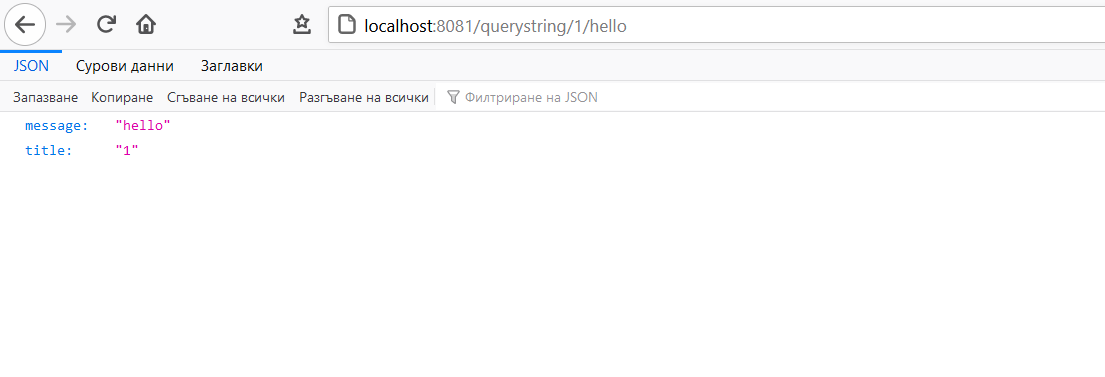 localhost:8081/querystring/1/hello
JSON Сурови данни Заглавки
Запазване Копиране Сгъване на всички Разгъване на всички Филтриране на JSON
message: "hello"
title: "1"